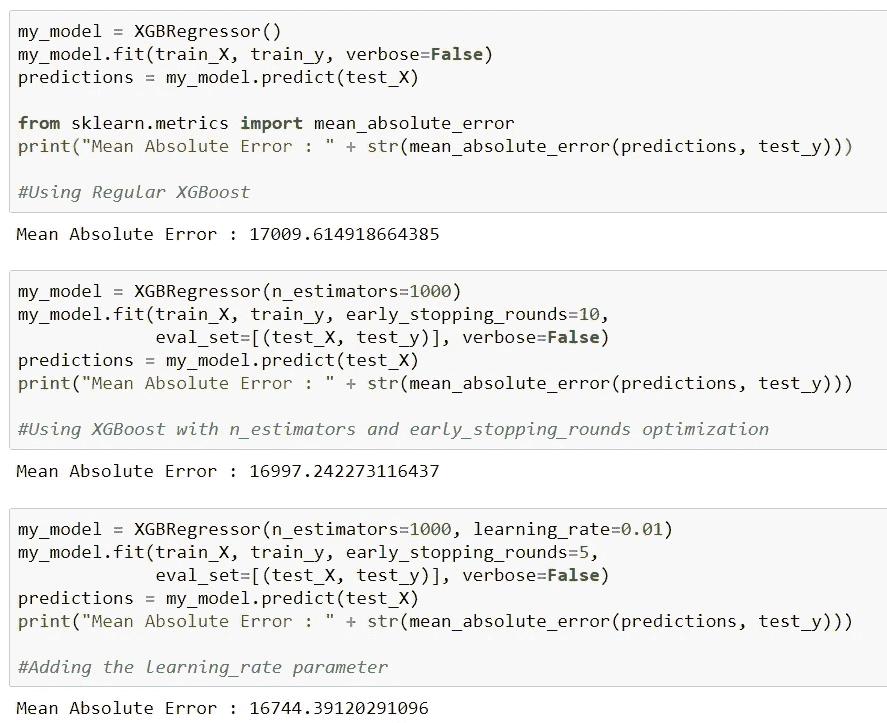 my_model = XGBRegressor()
my_model.fit(train_X, train_y, verbose=False)
predictions = my_model.predict(test_X)
from sklearn.metrics import mean_absolute_error
print("Mean Absolute Error : " + str(mean_absolute_error(predictions, test_y)))
#Using Regular XGBoost
Mean Absolute Error : 17009.614918664385
my_model = XGBRegressor(n_estimators=1000)
my_model.fit(train_X, train_y, early_stopping_rounds=10,
eval_set=[(test_X, test_y)], verbose=False)
predictions = my_model.predict(test_X)
print("Mean Absolute Error : " + str(mean_absolute_error(predictions, test_y)))
#Using XGBoost with n_estimators and early_stopping_rounds optimization
Mean Absolute Error : 16997.242273116437
my_model = XGBRegressor(n_estimators=1000, learning_rate=0.01)
my_model.fit(train_X, train_y, early_stopping_rounds=5,
eval_set=[(test_X, test_y)], verbose=False)
predictions = my_model.predict(test_X)
print("Mean Absolute Error : " + str(mean_absolute_error(predictions, test_y)))
#Adding the learning_rate parameter
Mean Absolute Error : 16744.39120291096